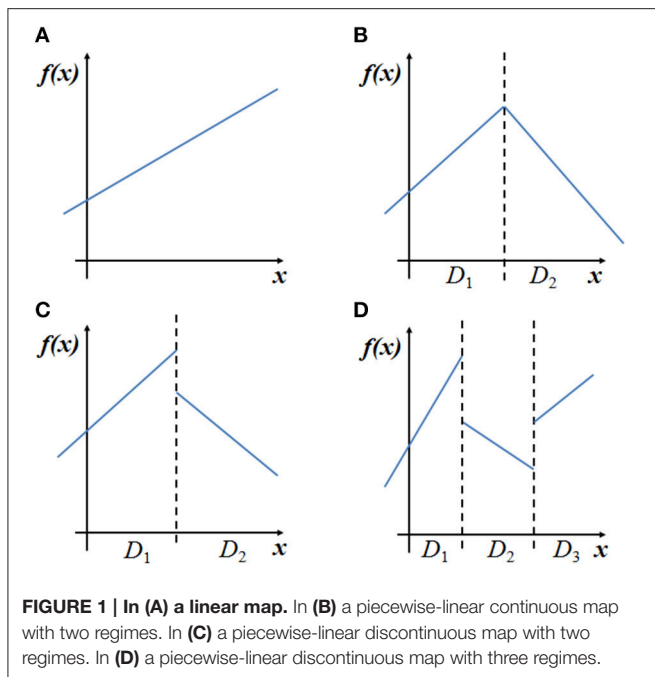 A
f(x)
x
B
f(x)
D1 D2
x
C
f(x)
D1 D2 x
D
f(x)
D1 D2 D3 x
FIGURE 1 | In (A) a linear map. In (B) a piecewise-linear continuous map
with two regimes. In (C) a piecewise-linear discontinuous map with two
regimes. In (D) a piecewise-linear discontinuous map with three regimes.